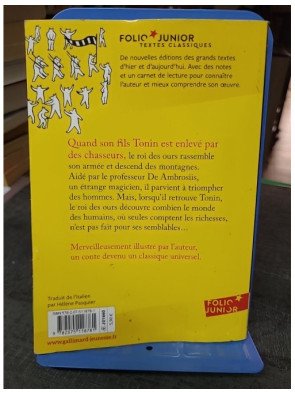 FOLIO JUNIOR
TEXTES CLASSIQUES
De nouvelles éditions des grands textes
d'hier et d'aujourd'hui. Avec des notes
et un carnet de lecture pour connaître
l'auteur et mieux comprendre son œuvre.
Quand son fils Tonin est enlevé par
des chasseurs, le roi des ours rassemble
son armée et descend des montagnes.
Aidé par le professeur De Ambrosiis,
un étrange magicien, il parvient à triompher
des hommes. Mais, lorsqu'il retrouve Tonin,
le roi des ours découvre combien le monde
des humains, où seules comptent les richesses,
n'est pas fait pour ses semblables...
Merveilleusement illustré par l'auteur,
un conte devenu un classique universel.
Traduit de l'italien
par Hélène Pasquier
FOLIO
JUNIOR
www.gallimard-jeunesse.fr